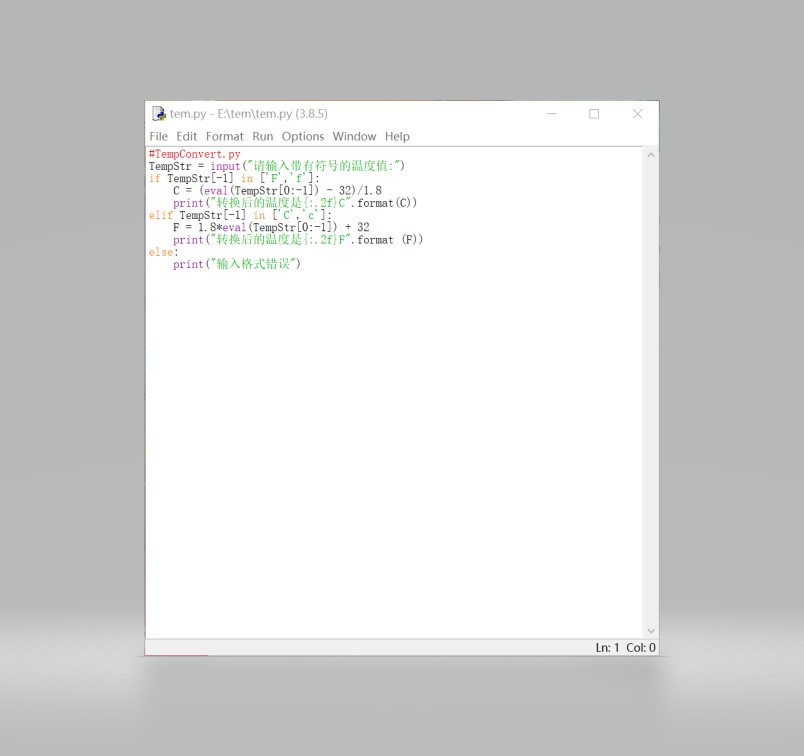 tem.py - E:\tem\tem.py (3.8.5)
File Edit Format Run Options Window Help
#TempConvert.py
TempStr = input("请输入带有符号的温度值:")
if TempStr[-1] in ['F','f']:
    C = (eval(TempStr[0:-1]) - 32)/1.8
    print("转换后的温度是{:.2f}C".format(C))
elif TempStr[-1] in ['C','c']:
    F = 1.8*eval(TempStr[0:-1]) + 32
    print("转换后的温度是{:.2f}F".format (F))
else:
    print("输入格式错误")
Ln: 1 Col: 0